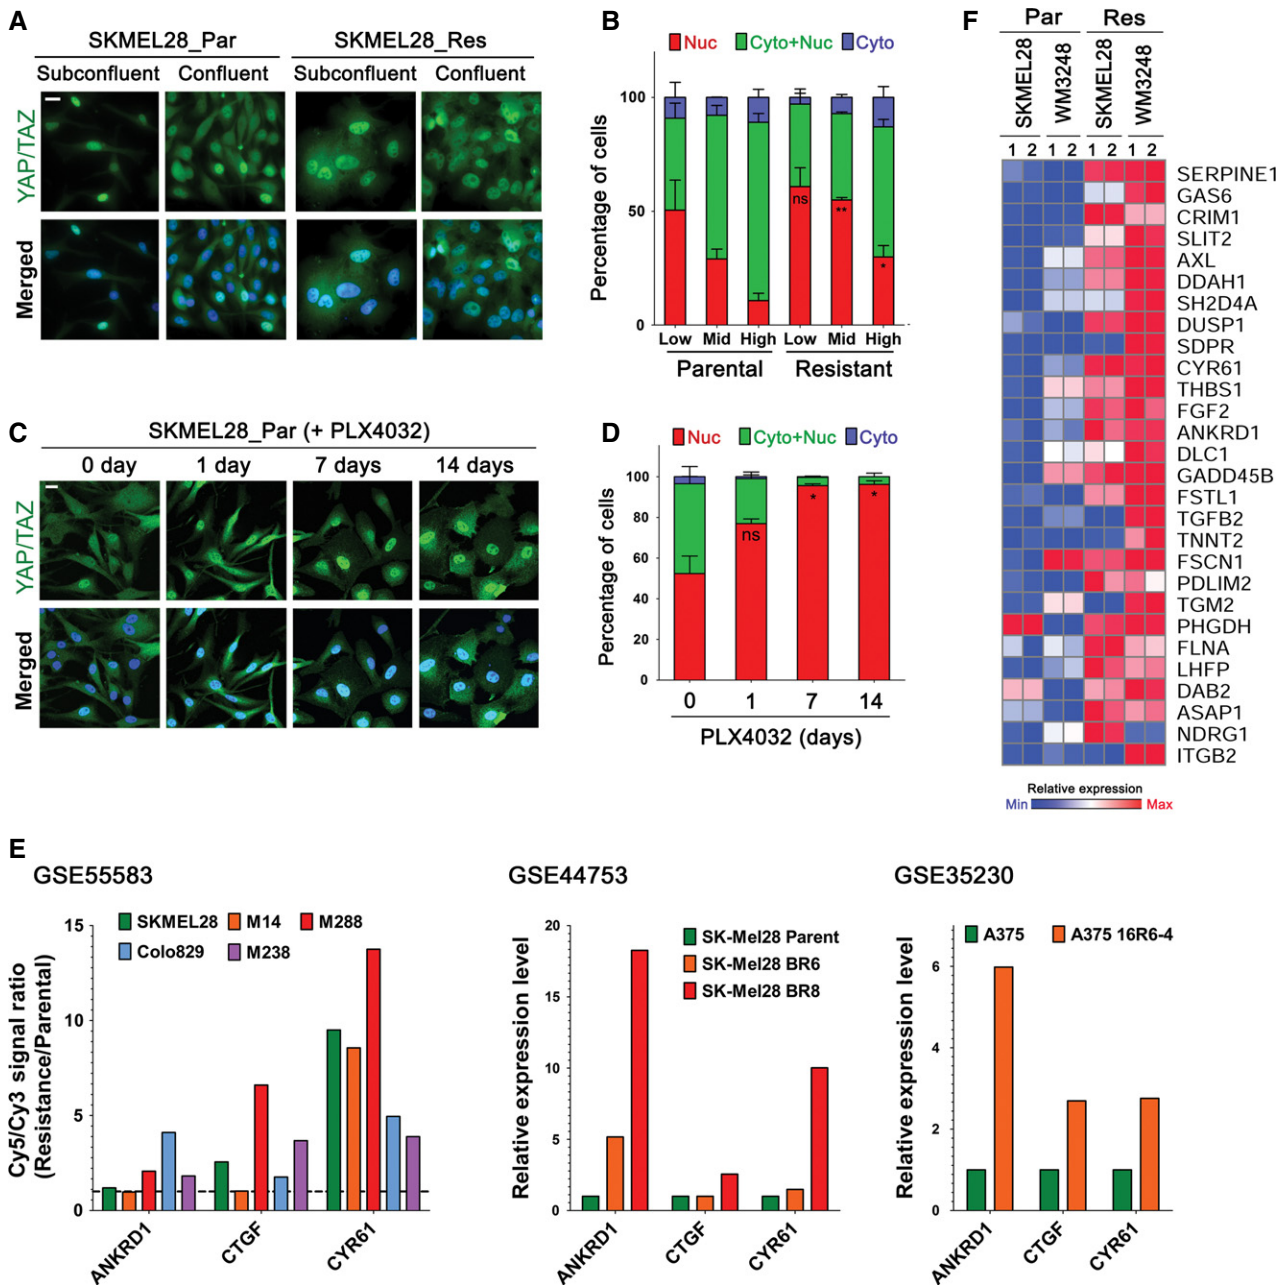 A
SKMEL28_Par
SKMEL28_Res
Subconfluent Confluent
Subconfluent Confluent
YAP/TAZ
Merged
B
Nuc Cyto+Nuc Cyto
Percentage of cells
100
50
0
ns
**
*
Low Mid High Low Mid High
Parental Resistant
C
SKMEL28_Par (+ PLX4032)
0 day 1 day 7 days 14 days
YAP/TAZ
Merged
D
Nuc Cyto+Nuc Cyto
Percentage of cells
100
80
60
40
20
0
ns
*
*
0 1 7 14
PLX4032 (days)
F
Par Res
SKMEL28 WM3248 SKMEL28 WM3248
1 2 1 2 1 2 1 2
SERPINE1
GAS6
CRIM1
SLIT2
AXL
DDAH1
SH2D4A
DUSP1
SDPR
CYR61
THBS1
FGF2
ANKRD1
DLC1
GADD45B
FSTL1
TGFB2
TNNT2
FSCN1
PDLIM2
TGM2
PHGDH
FLNA
LHFP
DAB2
ASAP1
NDRG1
ITGB2
Relative expression
Min Max
E
GSE55583
SKMEL28 M14 M288
Colo829 M238
Cy5/Cy3 signal ratio
(Resistance/Parental)
15
10
5
0
ANKRD1 CTGF CYR61
GSE44753
SK-Mel28 Parent
SK-Mel28 BR6
SK-Mel28 BR8
Relative expression level
20
15
10
5
0
ANKRD1 CTGF CYR61
GSE35230
A375 A375 16R6-4
Relative expression level
6
4
2
0
ANKRD1 CTGF CYR61